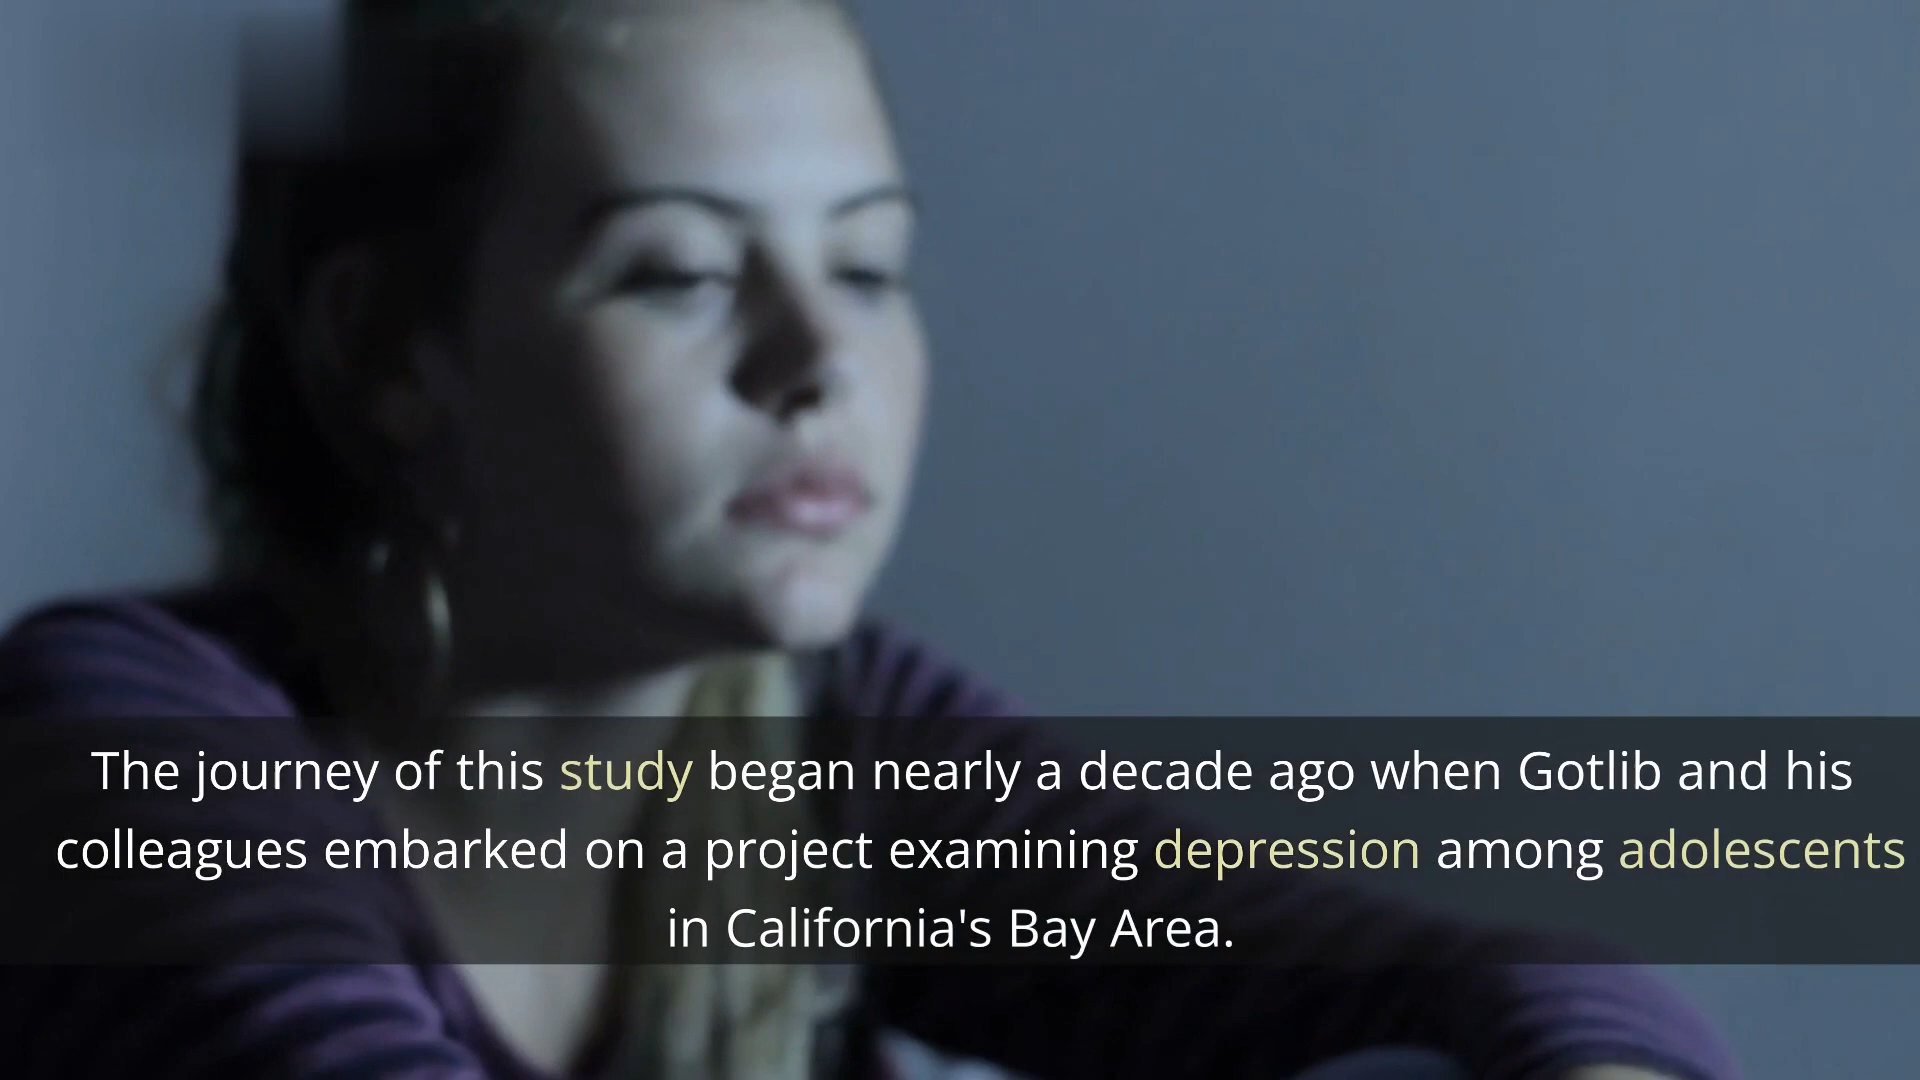 The journey of this study began nearly a decade ago when Gotlib and his
colleagues embarked on a project examining depression among adolescents
in California's Bay Area.